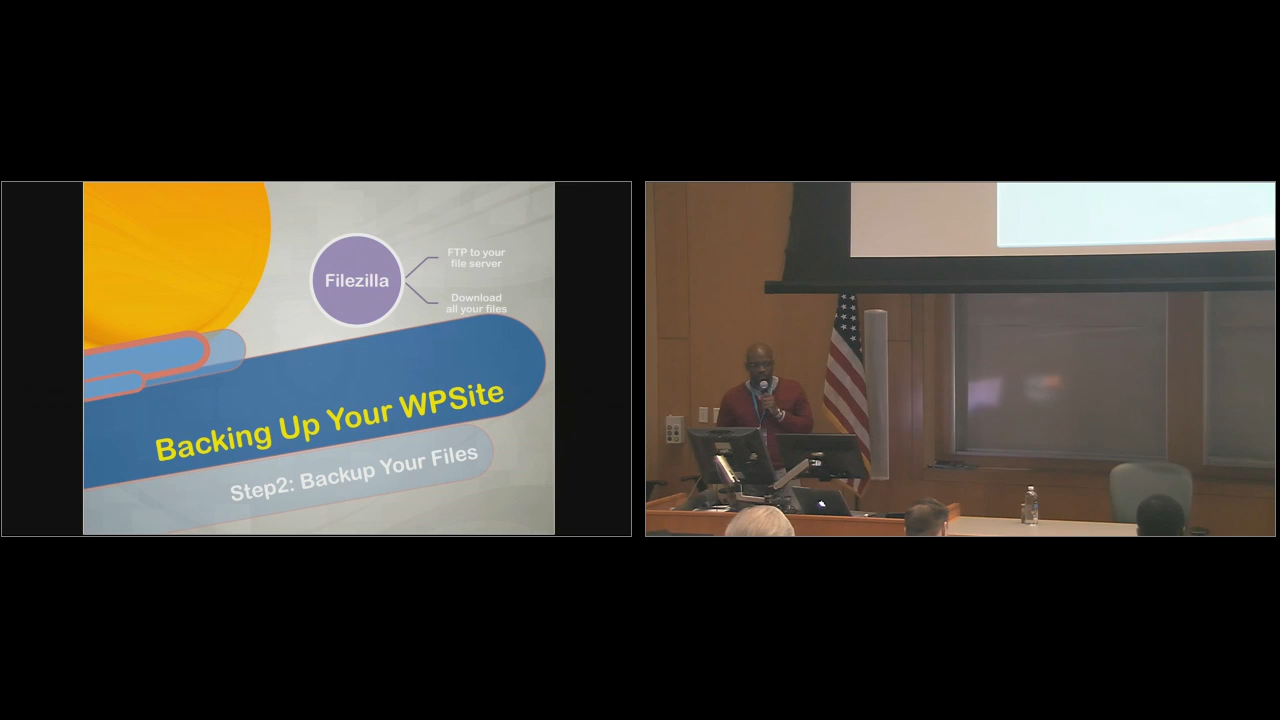 Filezilla
FTP to your
file server
Download
all your files
Backing Up Your WPSite
Step2: Backup Your Files